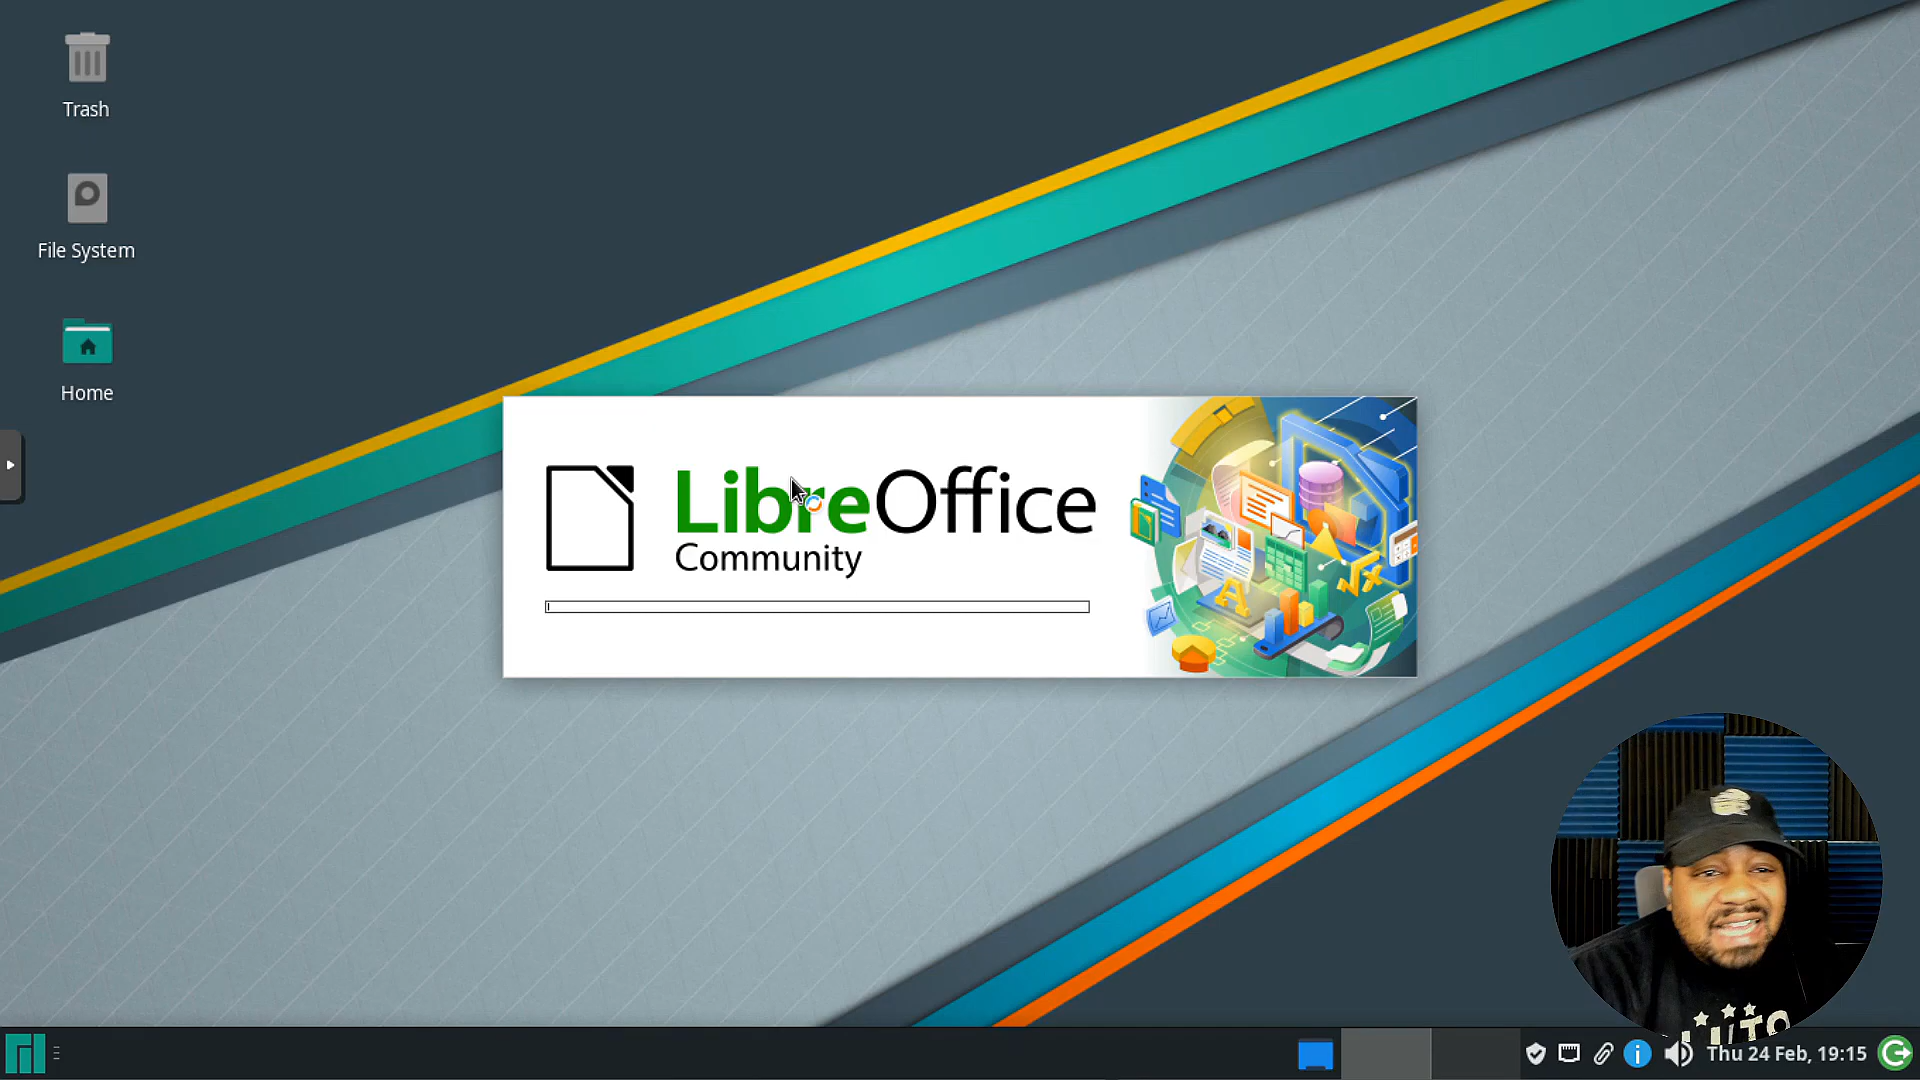 Trash
File System
Home
LibreOffice
Community
Thu 24 Feb, 19:15